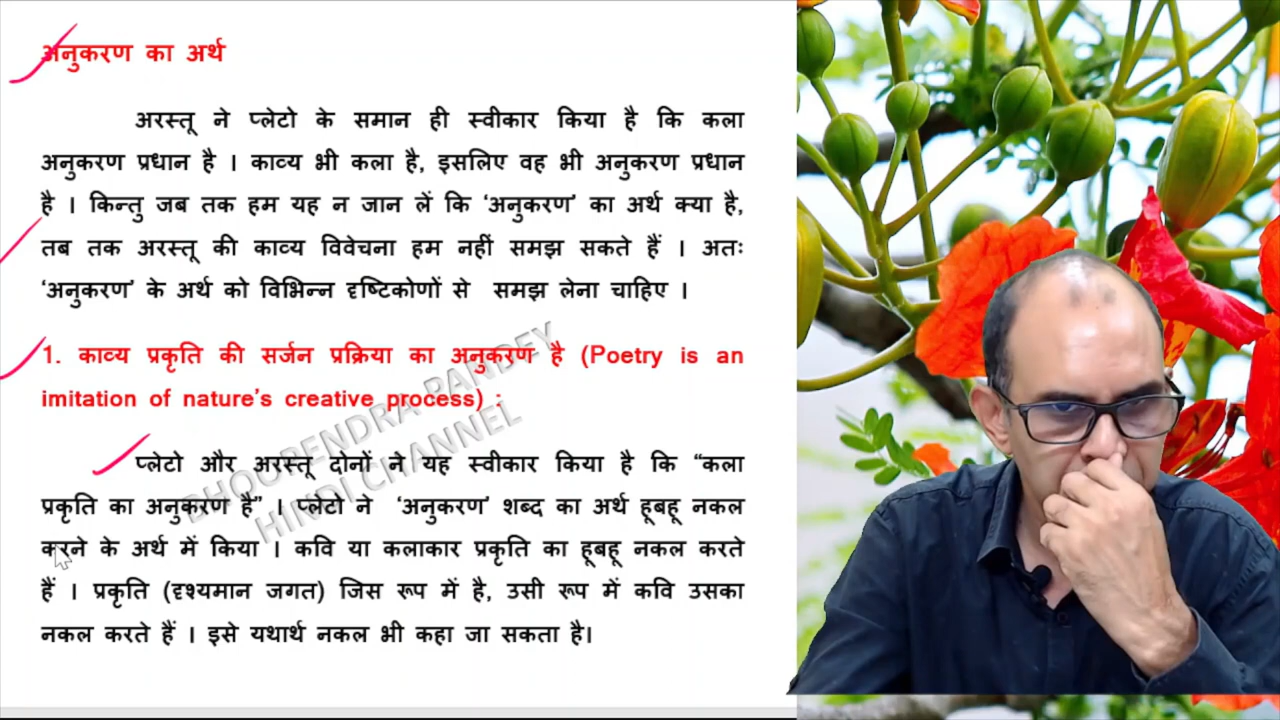 अनुकरण का अर्थ
अरस्तू ने प्लेटो के समान ही स्वीकार किया है कि कला
अनुकरण प्रधान है । काव्य भी कला है, इसलिए वह भी अनुकरण प्रधान
है । किन्तु जब तक हम यह न जान लें कि ‘अनुकरण’ का अर्थ क्या है,
तब तक अरस्तू की काव्य विवेचना हम नहीं समझ सकते हैं । अतः
‘अनुकरण’ के अर्थ को विभिन्न दृष्टिकोणों से समझ लेना चाहिए ।
1. काव्य प्रकृति की सर्जन प्रक्रिया का अनुकरण है (Poetry is an
imitation of nature’s creative process) :
प्लेटो और अरस्तू दोनों ने यह स्वीकार किया है कि “कला
प्रकृति का अनुकरण है” । प्लेटो ने ‘अनुकरण’ शब्द का अर्थ हूबहू नकल
करने के अर्थ में किया । कवि या कलाकार प्रकृति का हूबहू नकल करते
हैं । प्रकृति (दृश्यमान जगत) जिस रूप में है, उसी रूप में कवि उसका
नकल करते हैं । इसे यथार्थ नकल भी कहा जा सकता है।
BHOOPENDRA PANDEY
HINDI CHANNEL